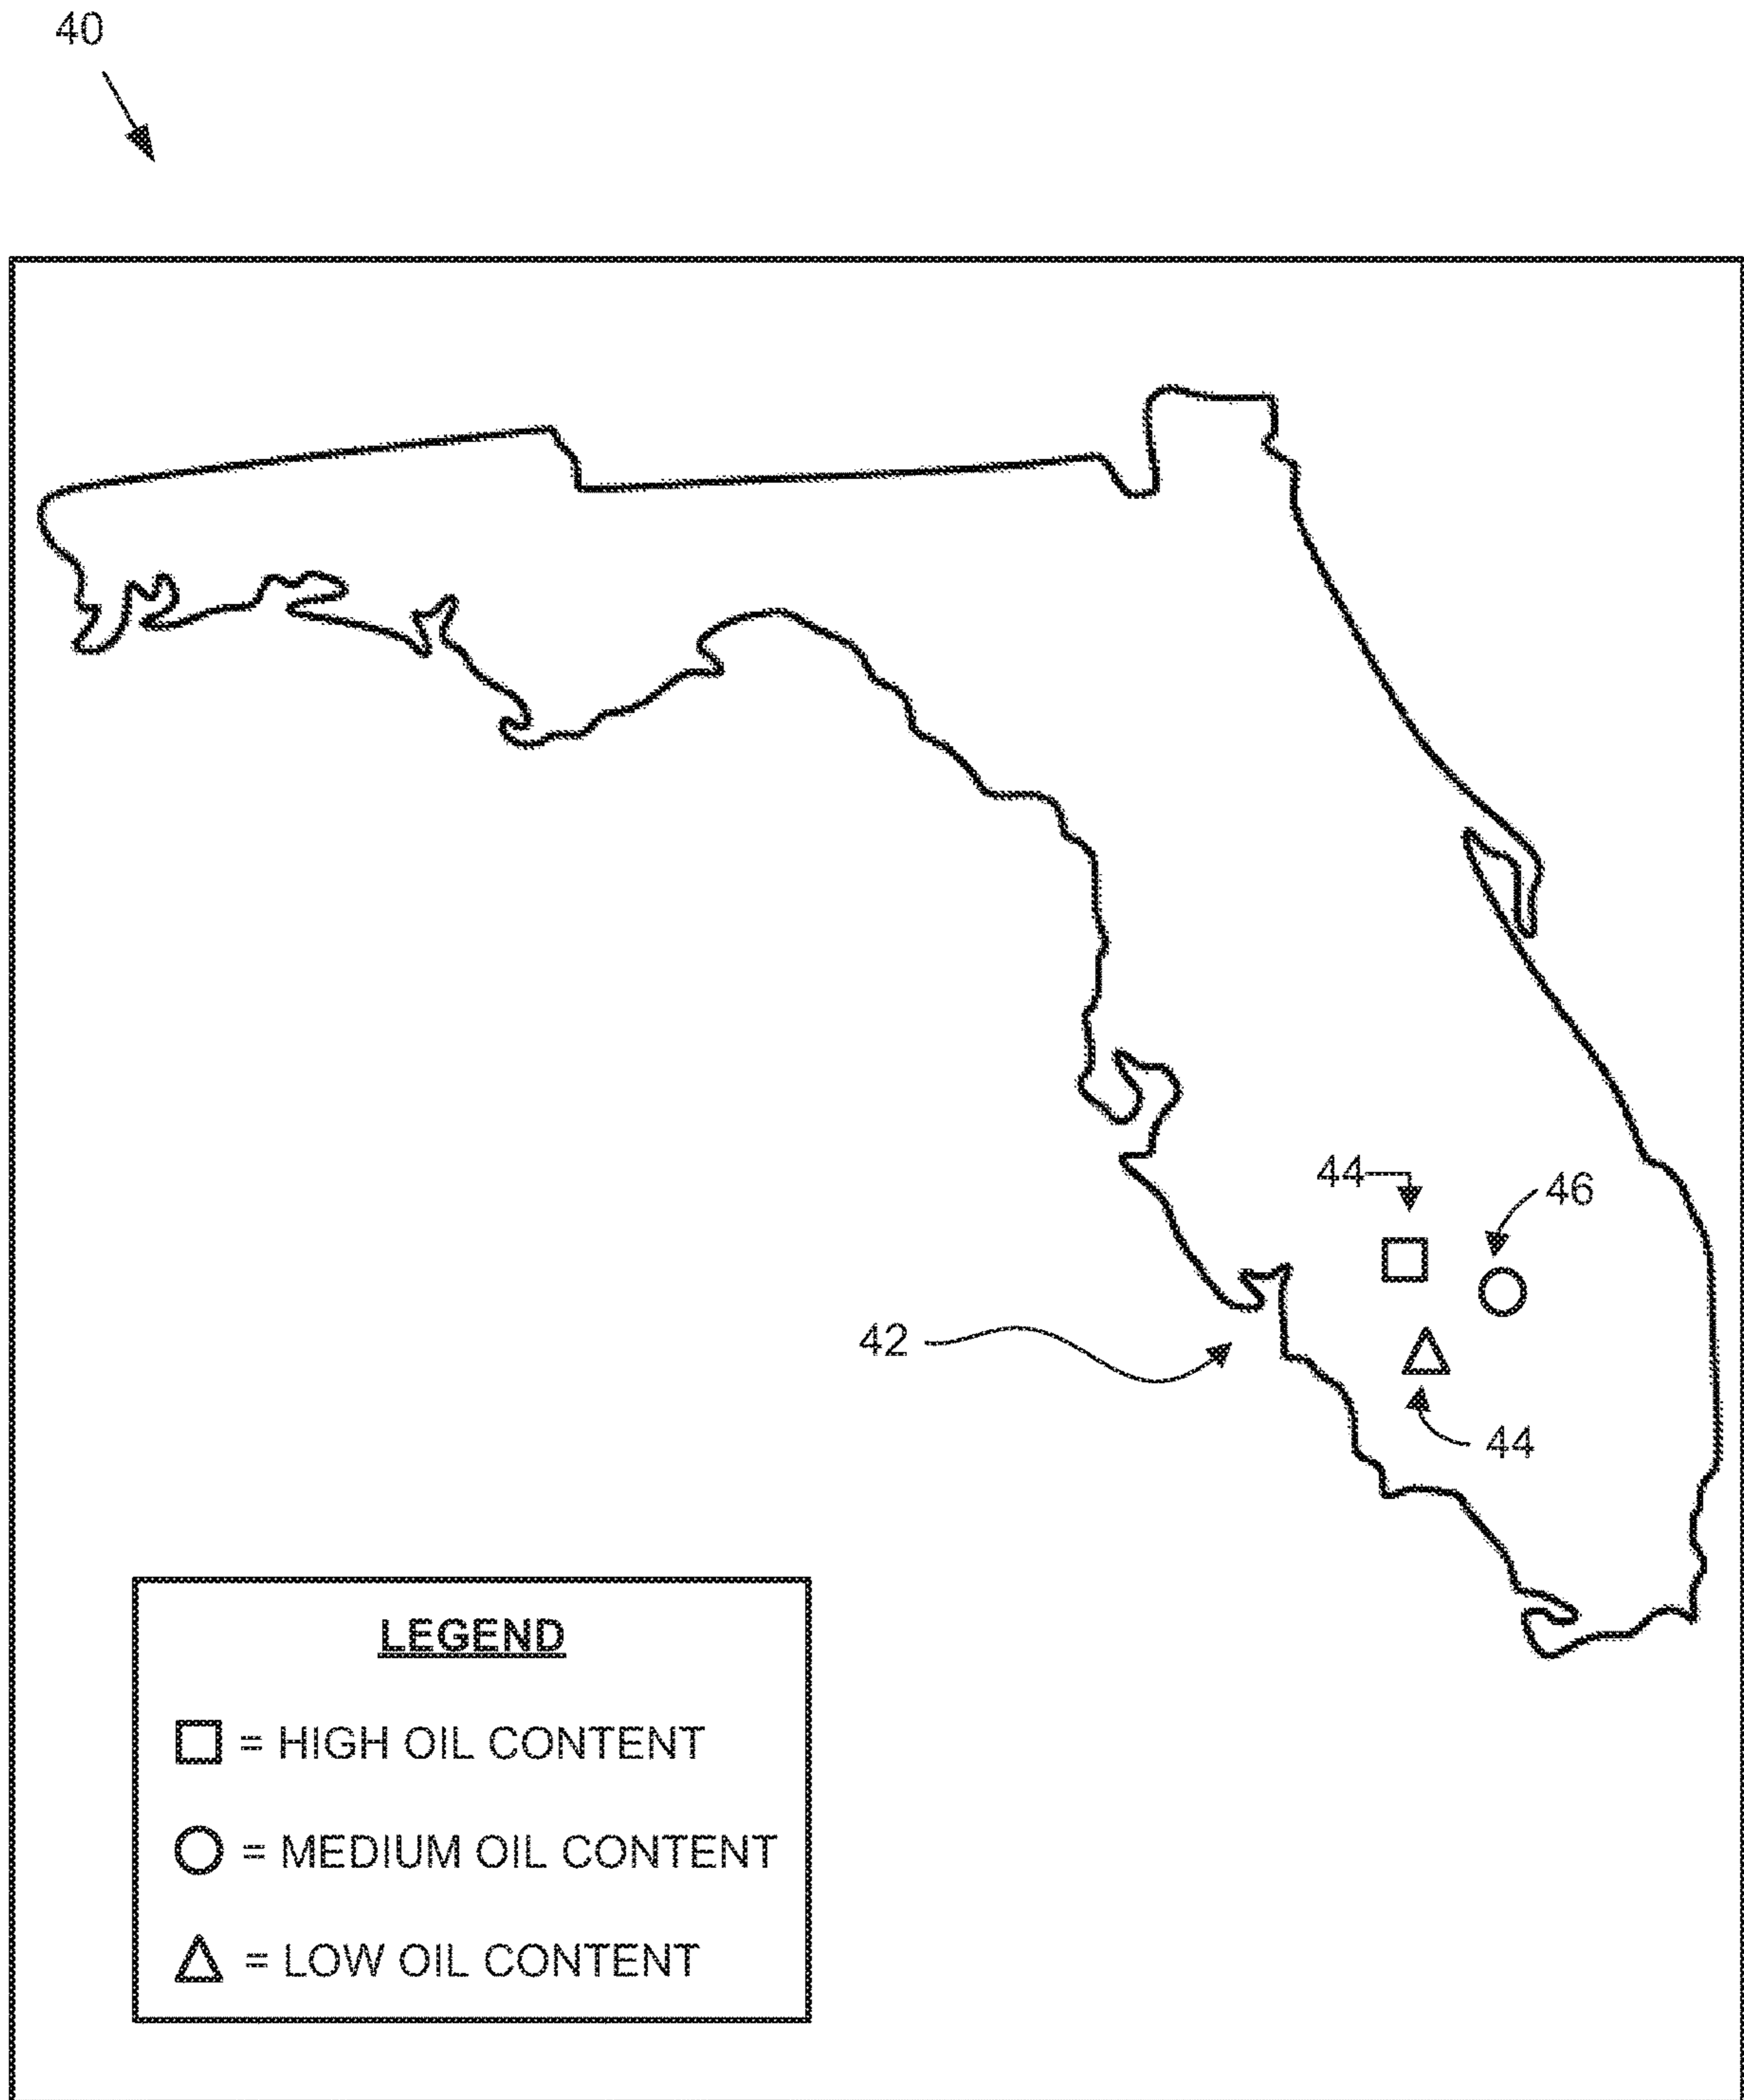 40
44
46
42
44
LEGEND
= HIGH OIL CONTENT
= MEDIUM OIL CONTENT
= LOW OIL CONTENT